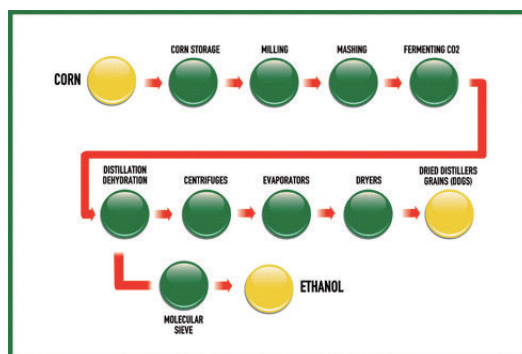 CORN
CORN STORAGE
MILLING
MASHING
FERMENTING CO2
DISTILLATION
DEHYDRATION
CENTRIFUGES
EVAPORATORS
DRYERS
DRIED DISTILLERS
GRAINS (DDGS)
MOLECULAR
SIEVE
ETHANOL